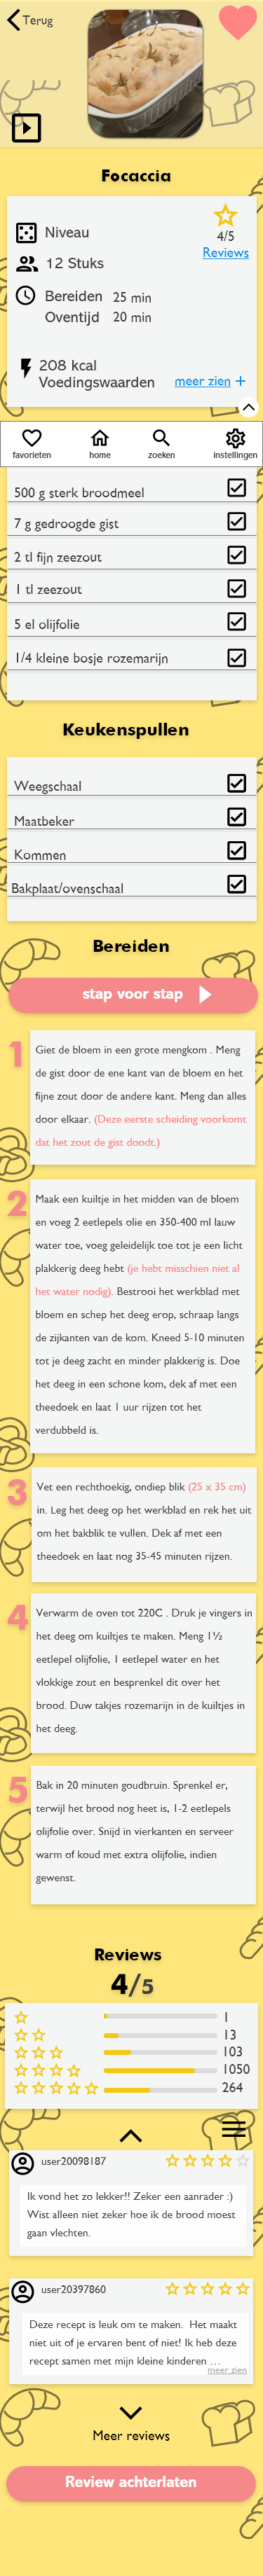 Terug
Focaccia
Niveau
4/5
Reviews
12 Stuks
Bereiden 25 min
Oventijd 20 min
208 kcal
Voedingswaarden
meer zien +
favorieten home zoeken instellingen
500 g sterk broodmeel
7 g gedroogde gist
2 tl fijn zeezout
1 tl zeezout
5 el olijfolie
1/4 kleine bosje rozemarijn
Keukenspullen
Weegschaal
Maatbeker
Kommen
Bakplaat/ovenschaal
Bereiden
stap voor stap
1
Giet de bloem in een grote mengkom . Meng
de gist door de ene kant van de bloem en het
fijne zout door de andere kant. Meng dan alles
door elkaar. (Deze eerste scheiding voorkomt
dat het zout de gist doodt.)
2
Maak een kuiltje in het midden van de bloem
en voeg 2 eetlepels olie en 350-400 ml lauw
water toe, voeg geleidelijk toe tot je een licht
plakkerig deeg hebt (je hebt misschien niet al
het water nodig). Bestrooi het werkblad met
bloem en schep het deeg erop, schraap langs
de zijkanten van de kom. Kneed 5-10 minuten
tot je deeg zacht en minder plakkerig is. Doe
het deeg in een schone kom, dek af met een
theedoek en laat 1 uur rijzen tot het
verdubbeld is.
3
Vet een rechthoekig, ondiep blik (25 x 35 cm)
in. Leg het deeg op het werkblad en rek het uit
om het bakblik te vullen. Dek af met een
theedoek en laat nog 35-45 minuten rijzen.
4
Verwarm de oven tot 220C . Druk je vingers in
het deeg om kuiltjes te maken. Meng 1½
eetlepel olijfolie, 1 eetlepel water en het
vlokkige zout en besprenkel dit over het
brood. Duw takjes rozemarijn in de kuiltjes in
het deeg.
5
Bak in 20 minuten goudbruin. Sprenkel er,
terwijl het brood nog heet is, 1-2 eetlepels
olijfolie over. Snijd in vierkanten en serveer
warm of koud met extra olijfolie, indien
gewenst.
Reviews
4/5
1
13
103
1050
264
user20098187
Ik vond het zo lekker!! Zeker een aanrader :)
Wist alleen niet zeker hoe ik de brood moest
gaan vlechten.
user20397860
Deze recept is leuk om te maken. Het maakt
niet uit of je ervaren bent of niet! Ik heb deze
recept samen met mijn kleine kinderen ...
meer zien
Meer reviews
Review achterlaten